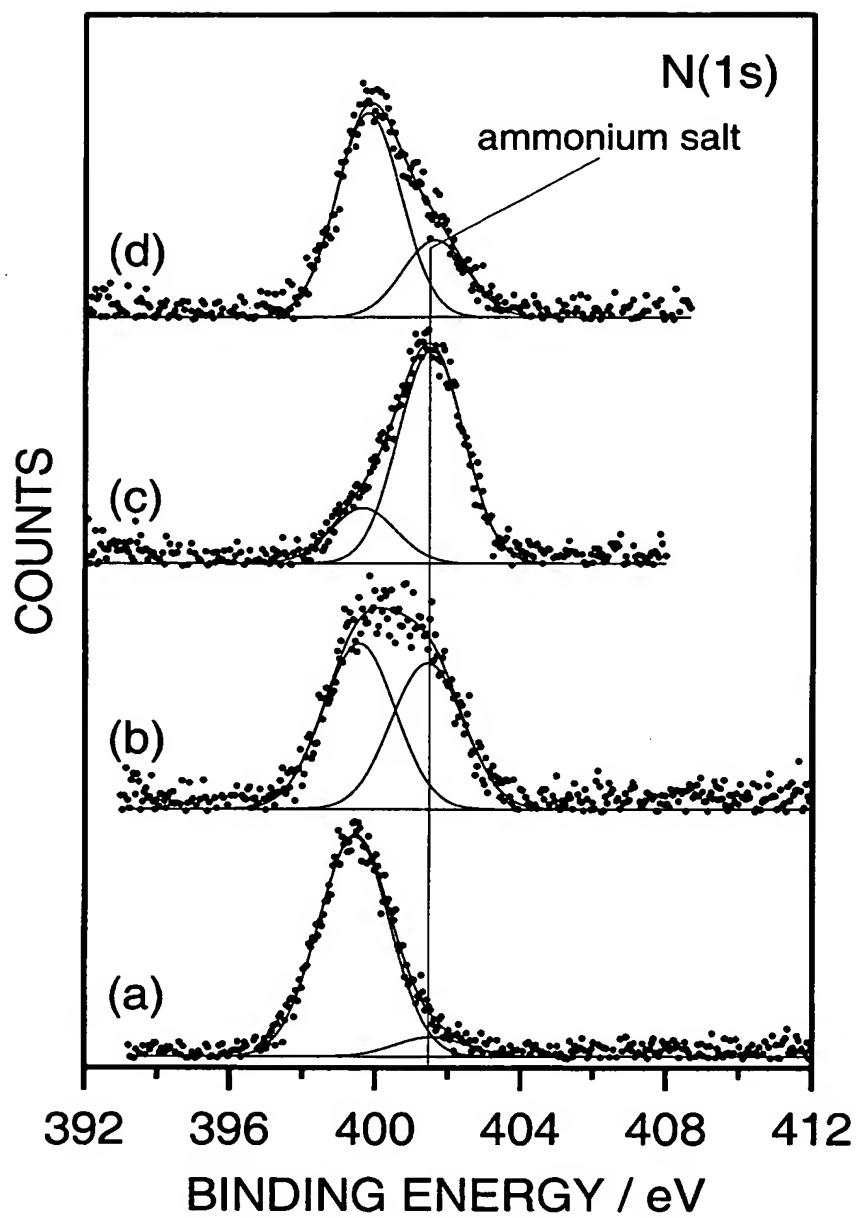 N(1s)
ammonium salt
(d)
(c)
(b)
(a)
COUNTS
392 396 400 404 408 412
BINDING ENERGY / eV